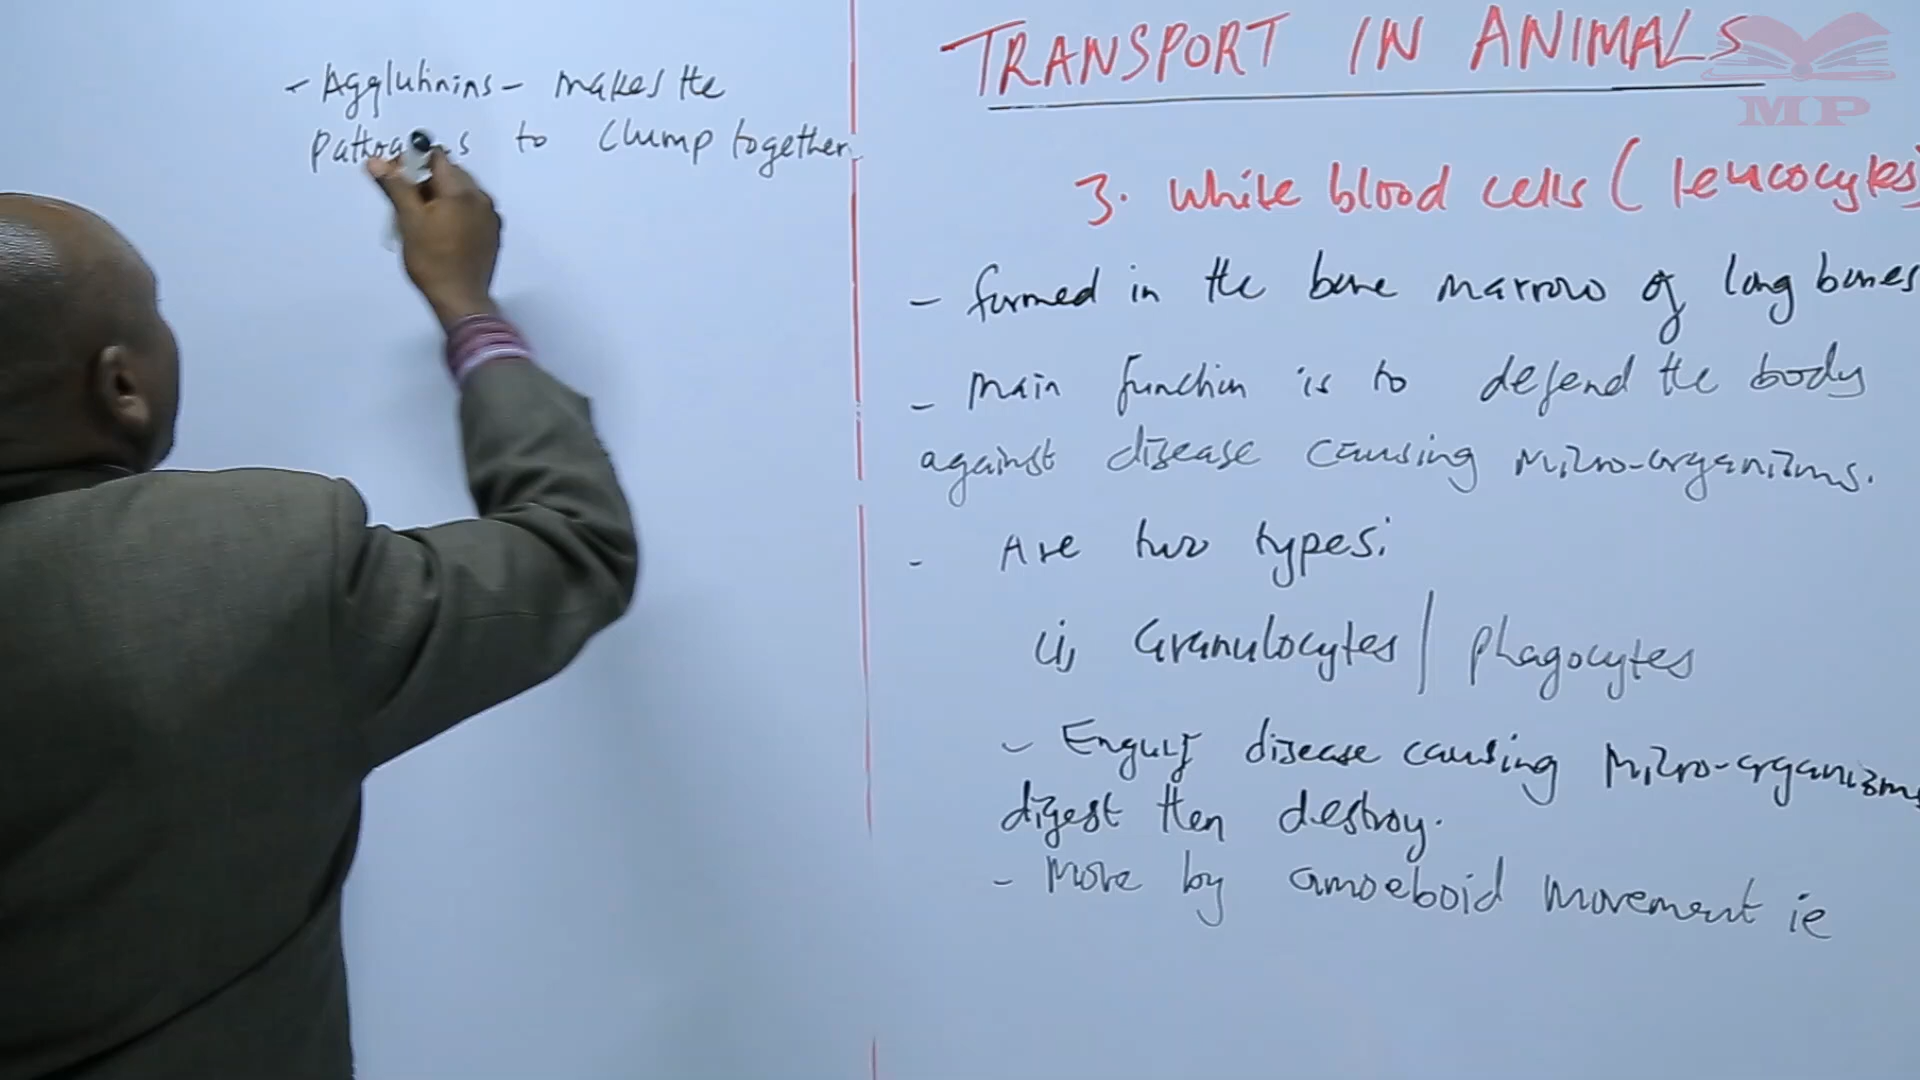 - Agglutinins - makes the
pathogens to clump together.
TRANSPORT IN ANIMALS
MP
3. White blood cells (leucocytes)
- formed in the bone marrow of long bones
- main function is to defend the body
against disease causing micro-organisms.
- Are two types:
(i) Granulocytes/phagocytes
- Engulf disease causing micro-organisms
digest then destroy.
- Move by amoeboid movement ie